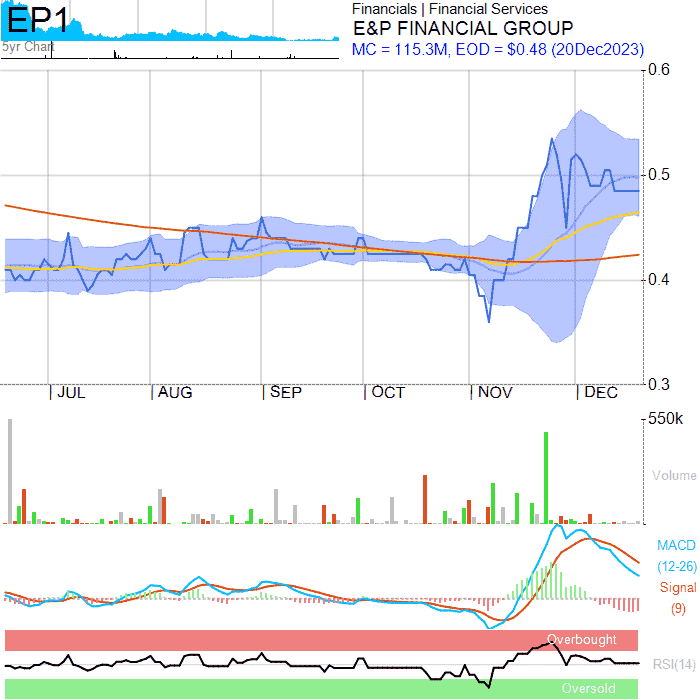 EP1
5yr Chart
Financials | Financial Services
E&P FINANCIAL GROUP
MC = 115.3M, EOD = $0.48 (20Dec2023)
0.6
0.5
0.4
0.3
JUL AUG SEP OCT NOV DEC
550k
Volume
MACD
(12-26)
Signal
(9)
Overbought
RSI(14)
Oversold